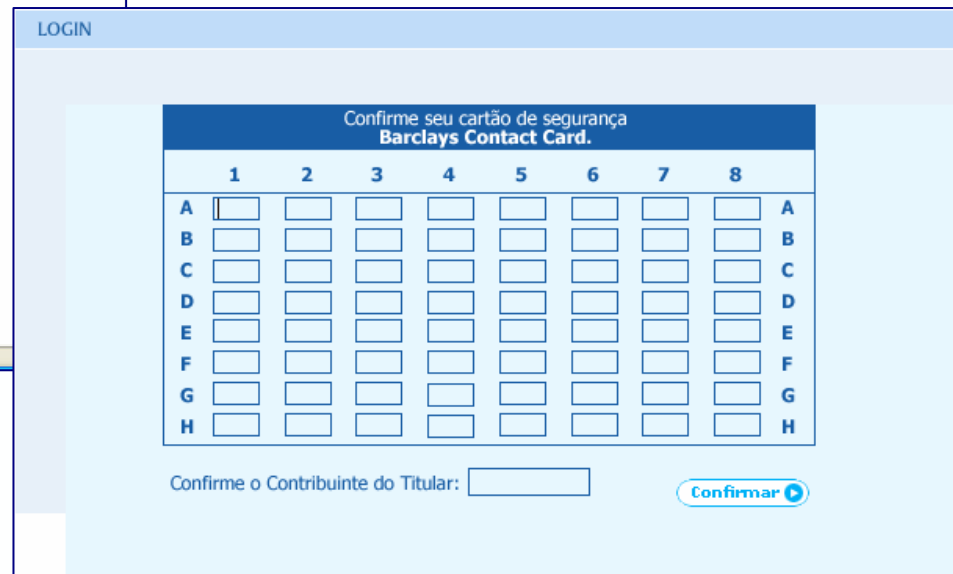 LOGIN
Confirme seu cartão de segurança
Barclays Contact Card.
1 2 3 4 5 6 7 8
A A
B B
C C
D D
E E
F F
G G
H H
Confirme o Contribuinte do Titular:
Confirmar